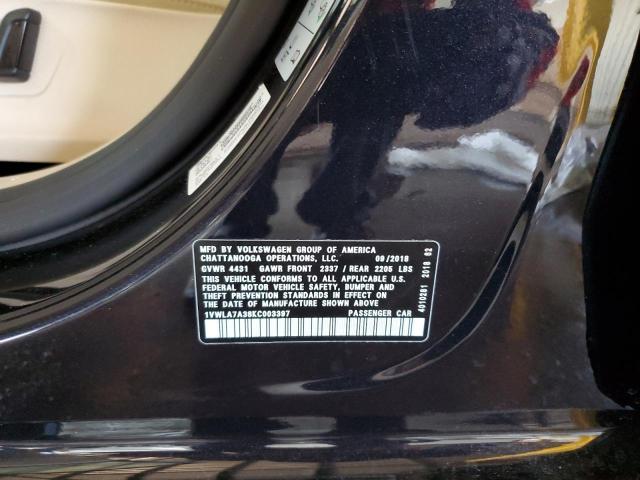 MFD BY VOLKSWAGEN GROUP OF AMERICA
CHATTANOOGA OPERATIONS, LLC. 09/2018
GVWR 4431 GAWR FRONT 2337 / REAR 2205 LBS
THIS VEHICLE CONFORMS TO ALL APPLICABLE U.S.
FEDERAL MOTOR VEHICLE SAFETY, BUMPER AND
THEFT PREVENTION STANDARDS IN EFFECT ON
THE DATE OF MANUFACTURE SHOWN ABOVE
1VWLA7A38KC003397 PASSENGER CAR
4010281 2018 62